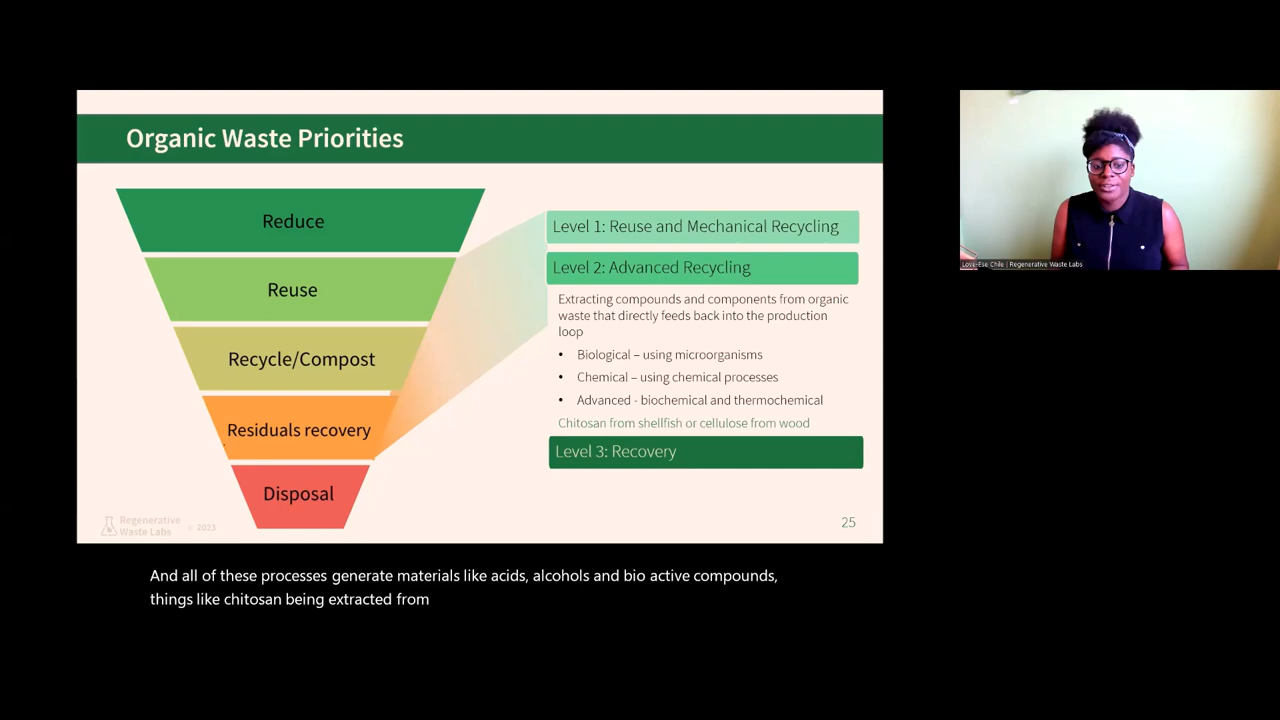 Organic Waste Priorities
Reduce
Reuse
Recycle/Compost
Residuals recovery
Disposal
Level 1: Reuse and Mechanical Recycling
Level 2: Advanced Recycling
Extracting compounds and components from organic
waste that directly feeds back into the production
loop
• Biological – using microorganisms
• Chemical – using chemical processes
• Advanced - biochemical and thermochemical
Chitosan from shellfish or cellulose from wood
Level 3: Recovery
Regenerative
Waste Labs
© 2023
25
Love-Ese Chile | Regenerative Waste Labs
And all of these processes generate materials like acids, alcohols and bio active compounds,
things like chitosan being extracted from